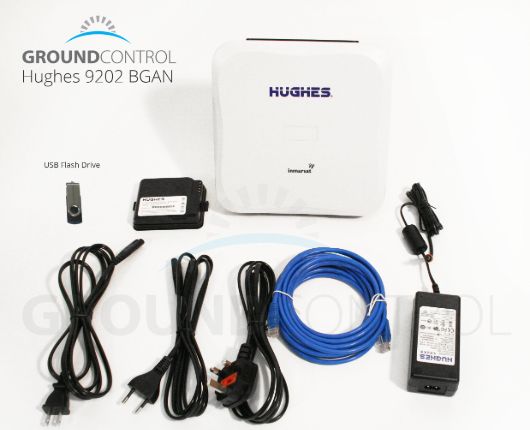 GROUNDCONTROL
Hughes 9202 BGAN
HUGHES
inmarsat
USB Flash Drive
HUGHES
GROUNDCONTROL
HUGHES